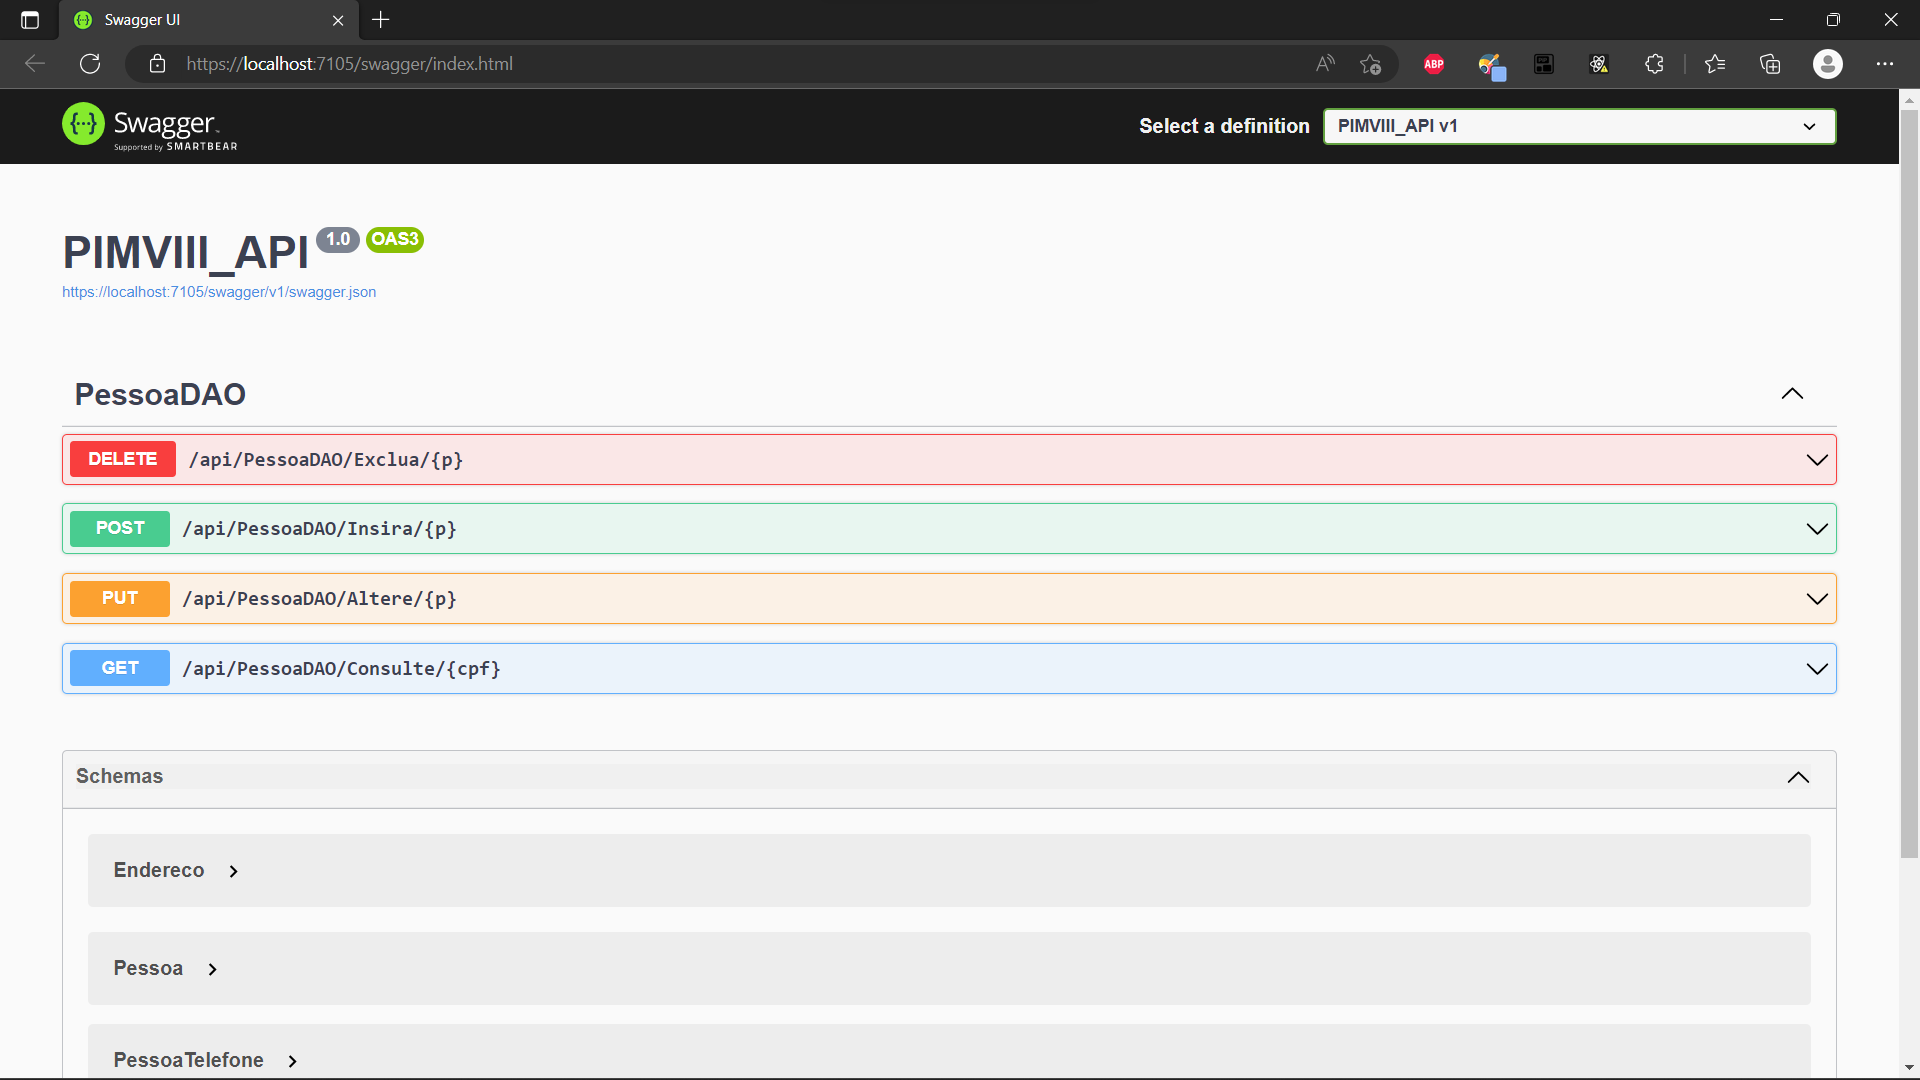 Swagger UI
https://localhost:7105/swagger/index.html
ABP
Swagger
Supported by SMARTBEAR
Select a definition
PIMVIII_API v1
PIMVIII_API 1.0 OAS3
https://localhost:7105/swagger/v1/swagger.json
PessoaDAO
DELETE /api/PessoaDAO/Exclua/{p}
POST /api/PessoaDAO/Insira/{p}
PUT /api/PessoaDAO/Altere/{p}
GET /api/PessoaDAO/Consulte/{cpf}
Schemas
Endereco
Pessoa
PessoaTelefone